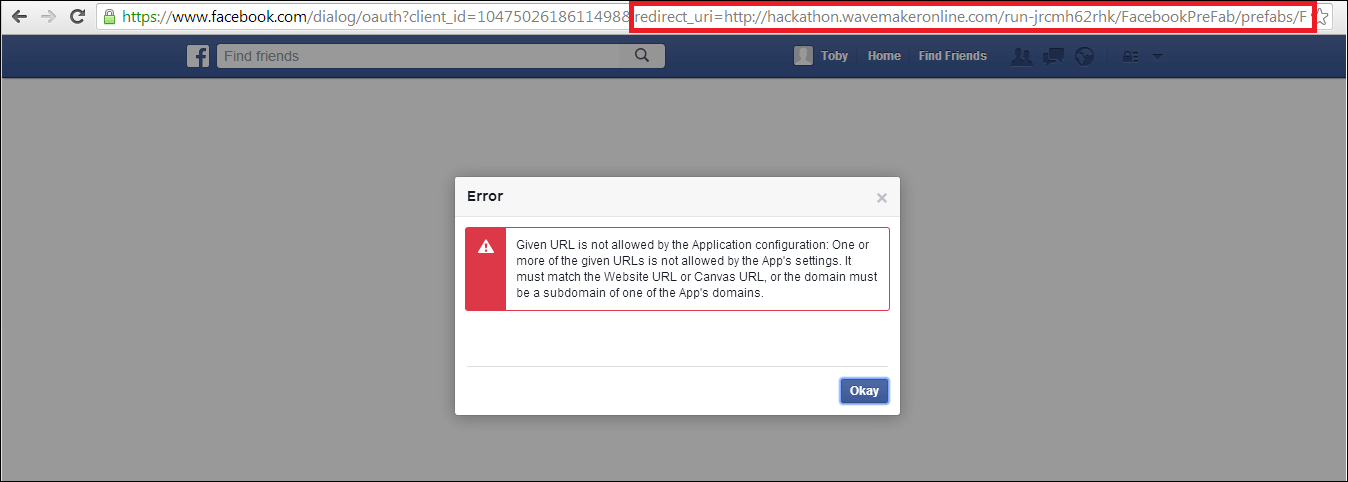 https://www.facebook.com/dialog/oauth?client_id=10475026186114988 redirect_uri=http://hackathon.wavemakeronline.com/run-jrcmh62rhk/FacebookPreFab/prefabs/F
Find friends
Toby Home Find Friends
Error
Given URL is not allowed by the Application configuration: One or
more of the given URLs is not allowed by the App's settings. It
must match the Website URL or Canvas URL, or the domain must
be a subdomain of one of the App's domains.
Okay